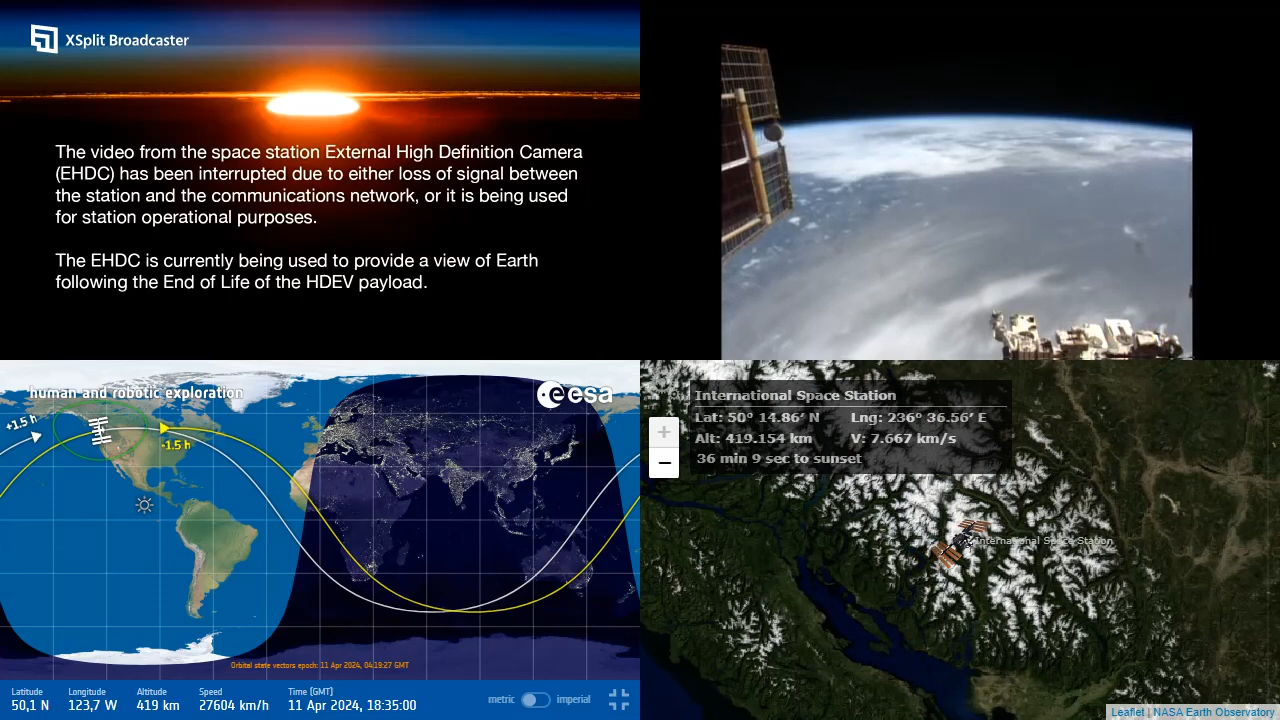 XSplit Broadcaster
The video from the space station External High Definition Camera
(EHDC) has been interrupted due to either loss of signal between
the station and the communications network, or it is being used
for station operational purposes.
The EHDC is currently being used to provide a view of Earth
following the End of Life of the HDEV payload.
human and robotic exploration
esa
+1.5 h
-1.5 h
Orbital state vectors epoch: 11 Apr 2024, 04:19:27 GMT
Latitude Longitude Altitude Speed Time (GMT)
50,1 N 123,7 W 419 km 27604 km/h 11 Apr 2024, 18:35:00
metric imperial
International Space Station
Lat: 50° 14.86′ N Lng: 236° 36.56′ E
Alt: 419.154 km V: 7.667 km/s
36 min 9 sec to sunset
+
−
International Space Station
Leaflet | NASA Earth Observatory